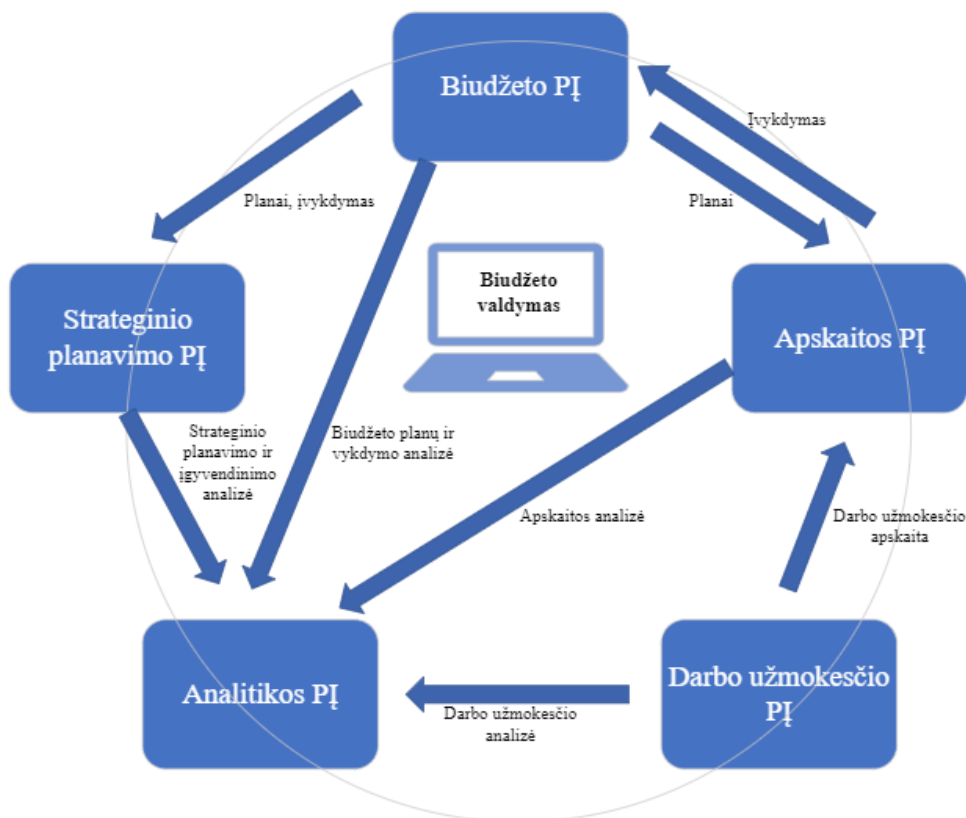 Biudžeto PĮ
Įvykdymas
Planai, įvykdymas
Planai
Biudžeto
valdymas
Strateginio
planavimo PĮ
Apskaitos PĮ
Strateginio
planavimo ir
įgyvendinimo
analizė
Biudžeto planų ir
vykdymo analizė
Apskaitos analizė
Darbo užmokesčio
apskaita
Analitikos PĮ
Darbo užmokesčio
PĮ
Darbo užmokesčio
analizė